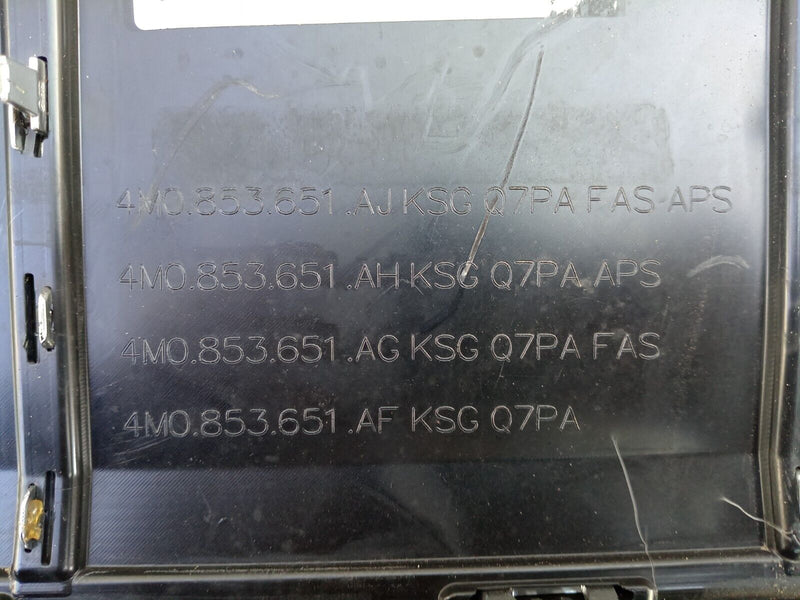 4M0.853.651.AJ KSG Q7PA FAS APS
4M0.853.651.AH KSG Q7PA APS
4M0.853.651.AG KSG Q7PA FAS
4M0.853.651.AF KSG Q7PA